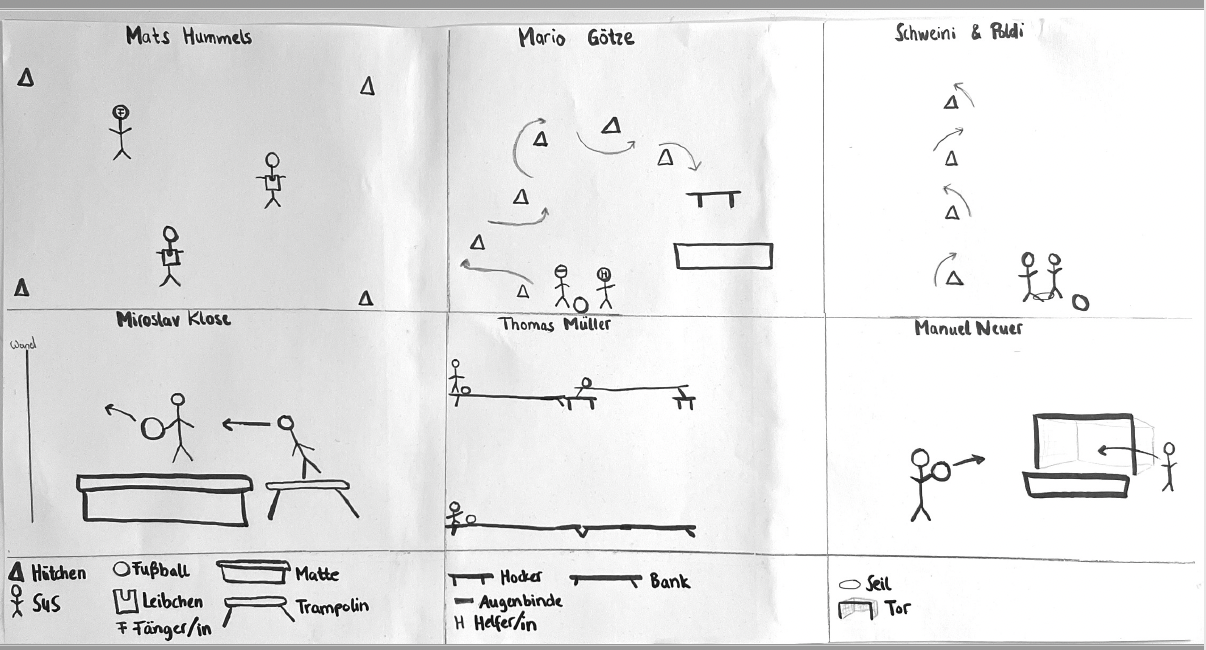 Mats Hummels
Mario Götze
Schweini & Poldi
F
H
Miroslav Klose
Thomas Müller
Manuel Neuer
Wand
Hütchen
Fußball
Matte
SuS
Leibchen
Trampolin
F Fänger/in
Hocker
Bank
Augenbinde
H Helfer/in
Seil
Tor